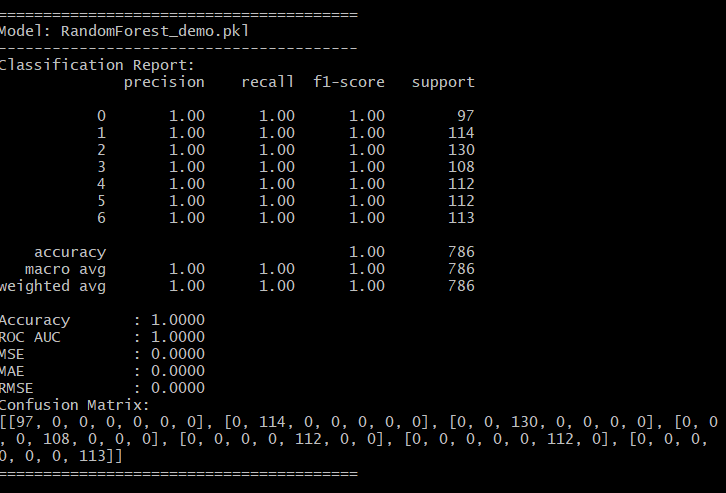 ========================================
Model: RandomForest_demo.pkl
----------------------------------------
Classification Report:
              precision    recall  f1-score   support

           0       1.00      1.00      1.00        97
           1       1.00      1.00      1.00       114
           2       1.00      1.00      1.00       130
           3       1.00      1.00      1.00       108
           4       1.00      1.00      1.00       112
           5       1.00      1.00      1.00       112
           6       1.00      1.00      1.00       113

    accuracy                           1.00       786
   macro avg       1.00      1.00      1.00       786
weighted avg       1.00      1.00      1.00       786

Accuracy       : 1.0000
ROC AUC        : 1.0000
MSE            : 0.0000
MAE            : 0.0000
RMSE           : 0.0000
Confusion Matrix:
[[97, 0, 0, 0, 0, 0, 0], [0, 114, 0, 0, 0, 0, 0], [0, 0, 130, 0, 0, 0, 0], [0, 0
, 0, 108, 0, 0, 0], [0, 0, 0, 0, 112, 0, 0], [0, 0, 0, 0, 0, 112, 0], [0, 0, 0,
0, 0, 0, 113]]
========================================